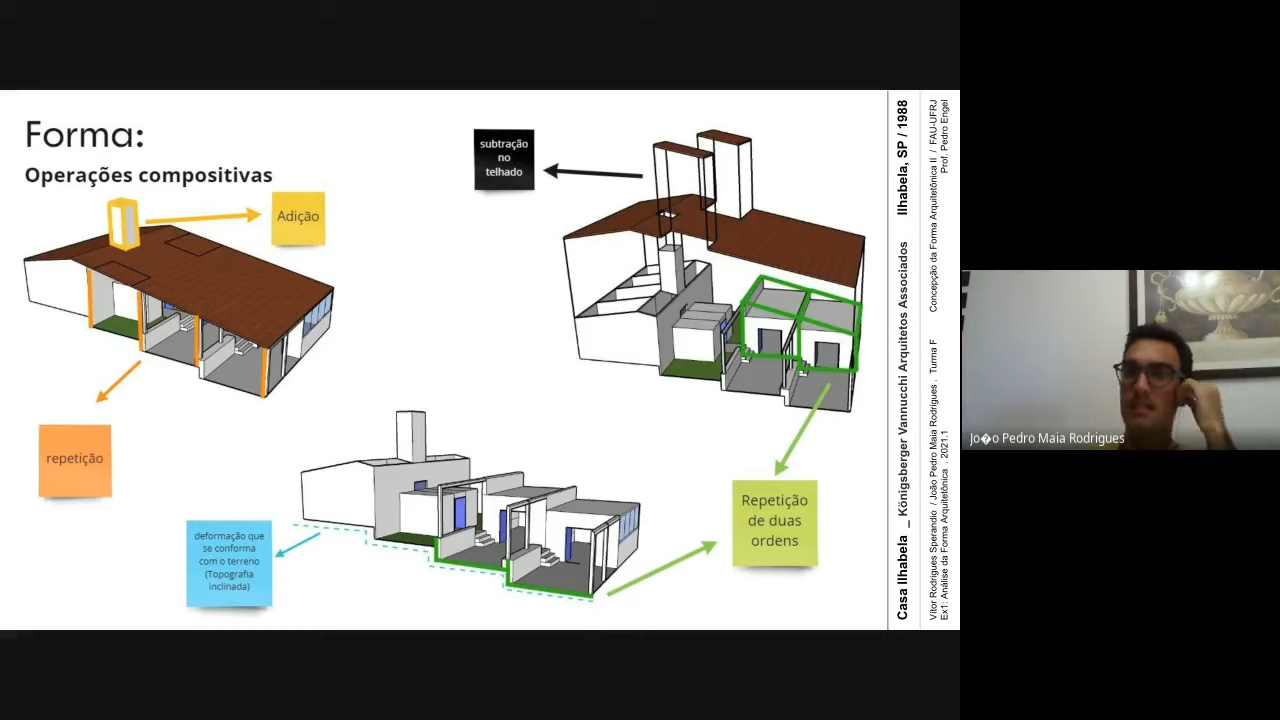 Forma:
Operações compositivas
Adição
subtração
no
telhado
repetição
deformação que
se conforma
com o terreno
(Topografia
inclinada)
Repetição
de duas
ordens
Casa Ilhabela _ Königsberger Vannucchi Arquitetos Associados Ilhabela, SP / 1988
Vitor Rodrigues Sperandio / João Pedro Maia Rodrigues . Turma F Concepção da Forma Arquitetônica II / FAU-UFRJ
Ex1: Análise da Forma Arquitetônica . 2021.1 Prof. Pedro Engel
Jo�o Pedro Maia Rodrigues